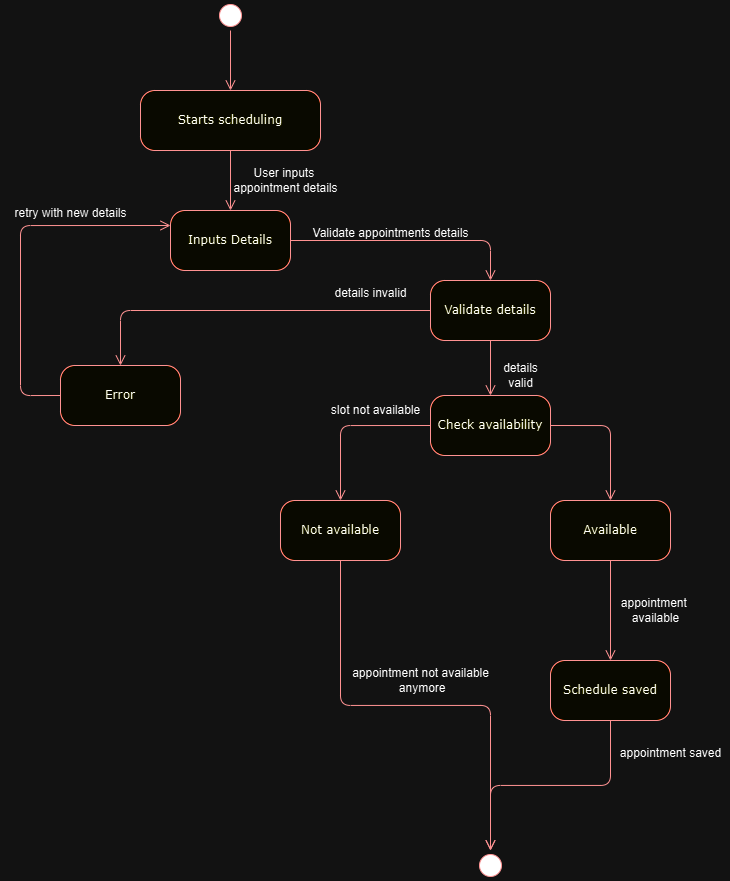 Starts scheduling
User inputs
appointment details
retry with new details
Inputs Details
Validate appointments details
details invalid
Validate details
details
valid
Error
slot not available
Check availability
Not available
Available
appointment
available
appointment not available
anymore
Schedule saved
appointment saved